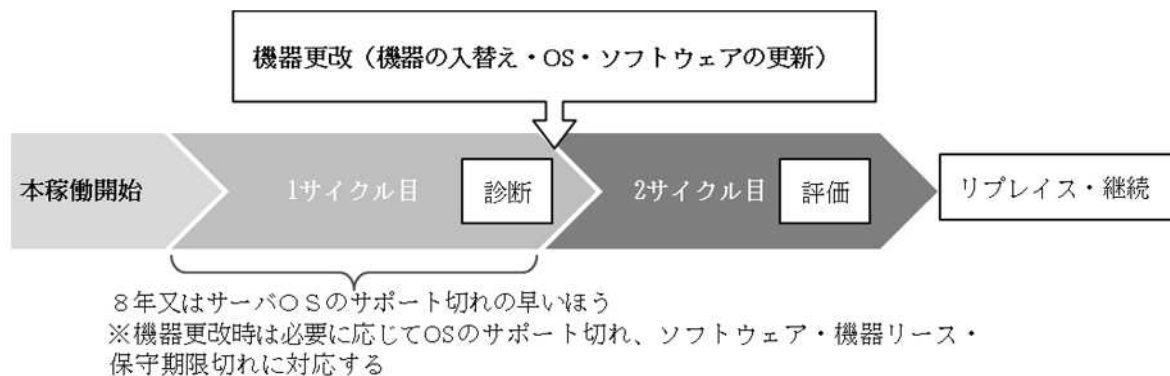 機器更改（機器の入替え・OS・ソフトウェアの更新）
本稼働開始
1サイクル目
診断
2サイクル目
評価
リプレイス・継続
８年又はサーバＯＳのサポート切れの早いほう
※機器更改時は必要に応じてOSのサポート切れ、ソフトウェア・機器リース・
保守期限切れに対応する